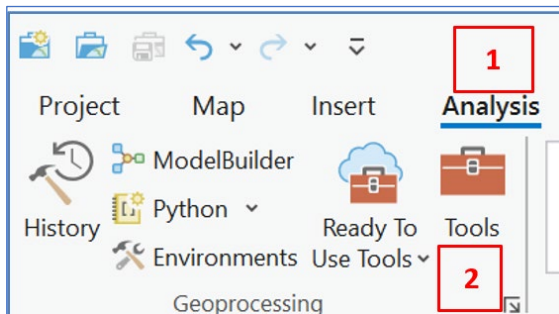 1
Project Map Insert Analysis
ModelBuilder
Python
History Ready To Tools
Environments Use Tools
2
Geoprocessing